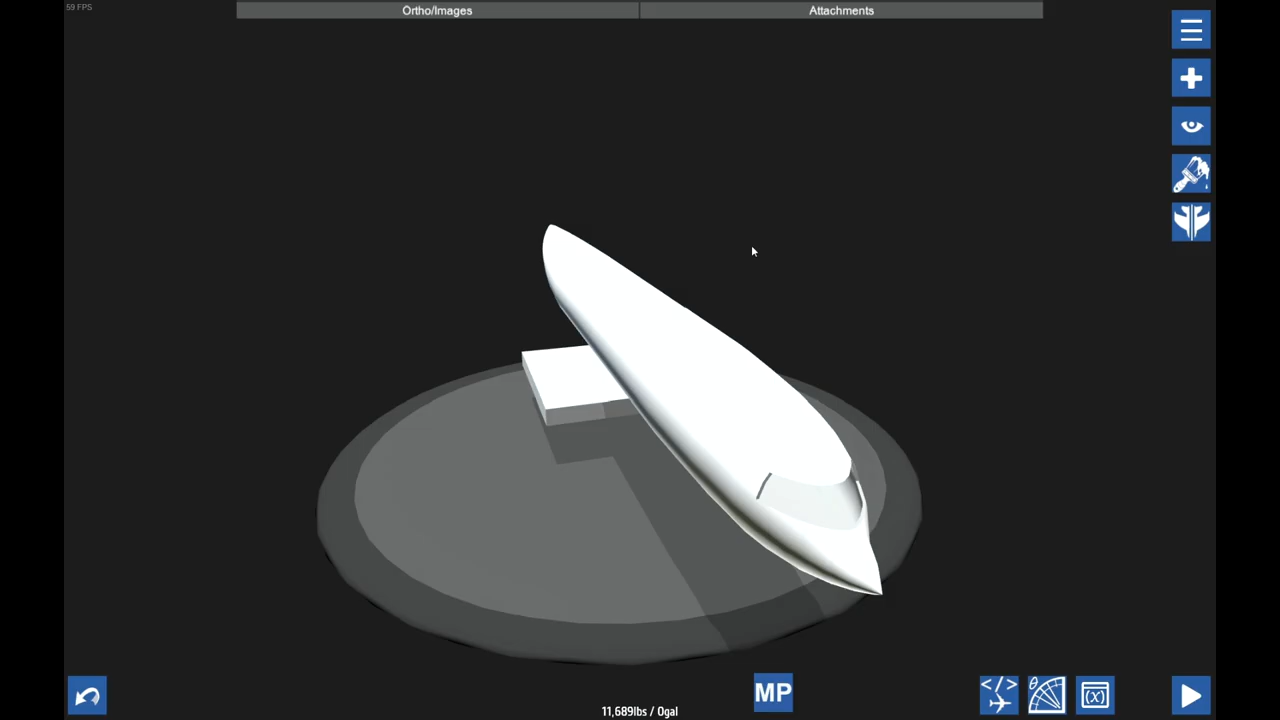 59 FPS
Ortho/Images
Attachments
MP
</>
(x)
11,689lbs / 0gal